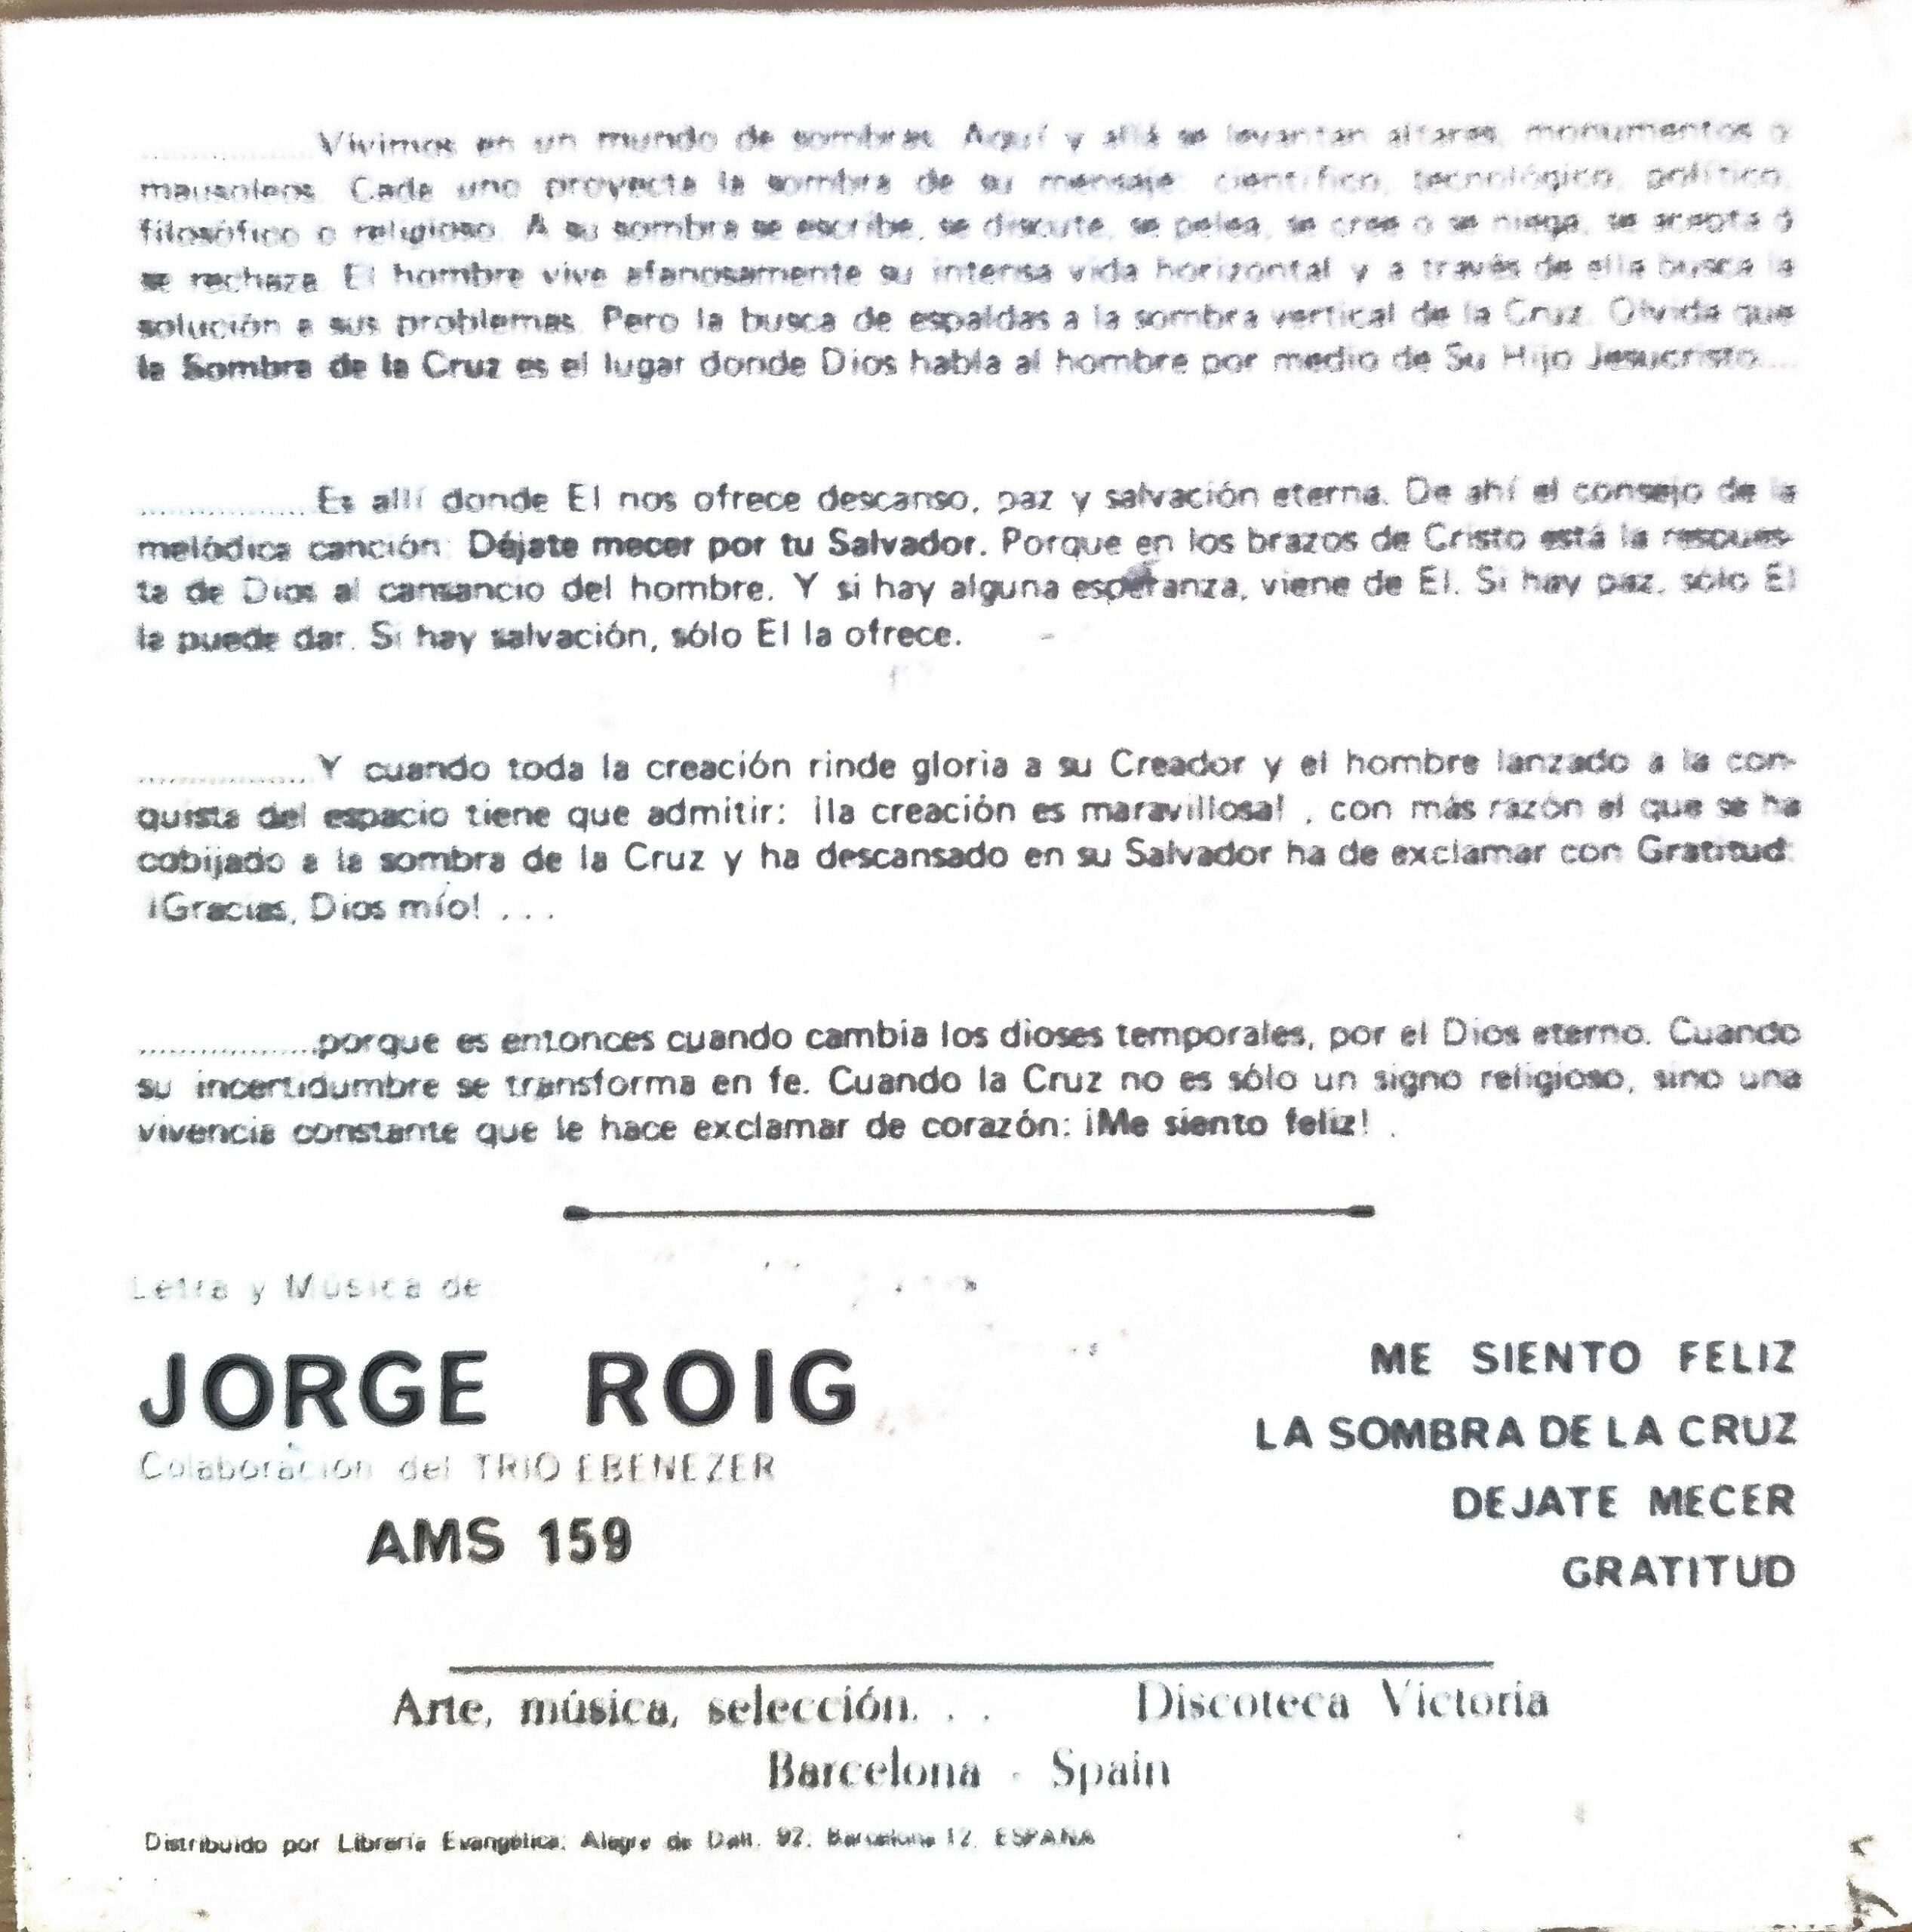 ................Vivimos en un mundo de sombras. Aquí y allá se levantan altares, monumentos o
mausoleos. Cada uno proyecta la sombra de su mensaje: científico, tecnológico, político,
filosófico o religioso. A su sombra se escribe, se discute, se pelea, se cree o se niega, se acepta o
se rechaza. El hombre vive afanosamente su intensa vida horizontal y a través de ella busca la
solución a sus problemas. Pero la busca de espaldas a la sombra vertical de la Cruz. Olvida que
la Sombra de la Cruz es el lugar donde Dios habla al hombre por medio de Su Hijo Jesucristo....
................Es allí donde El nos ofrece descanso, paz y salvación eterna. De ahí el consejo de la
melódica canción: Déjate mecer por tu Salvador. Porque en los brazos de Cristo está la respues-
ta de Dios al cansancio del hombre. Y si hay alguna esperanza, viene de El. Si hay paz, sólo El
la puede dar. Si hay salvación, sólo El la ofrece.
................Y cuando toda la creación rinde gloria a su Creador y el hombre lanzado a la con-
quista del espacio tiene que admitir: ¡la creación es maravillosa! , con más razón el que se ha
cobijado a la sombra de la Cruz y ha descansado en su Salvador ha de exclamar con Gratitud:
¡Gracias, Dios mío! . . .
.................porque es entonces cuando cambia los dioses temporales, por el Dios eterno. Cuando
su incertidumbre se transforma en fe. Cuando la Cruz no es sólo un signo religioso, sino una
vivencia constante que le hace exclamar de corazón: ¡Me siento feliz! .
Letra y Música de
JORGE ROIG
Colaboración del TRIO EBENEZER
AMS 159
ME SIENTO FELIZ
LA SOMBRA DE LA CRUZ
DEJATE MECER
GRATITUD
Arte, música, selección. . . Discoteca Victoria
Barcelona - Spain
Distribuido por Librería Evangélica. Alegre de Dalt. 92. Barcelona 12. ESPAÑA